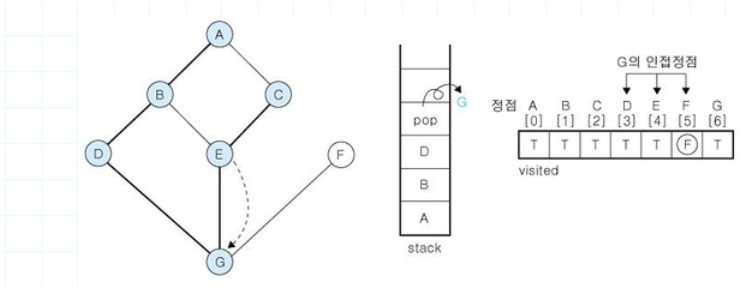 A
B
C
D
E
F
G
pop
G
D
B
A
stack
G의 인접정점
정점 A B C D E F G
[0] [1] [2] [3] [4] [5] [6]
T T T T T F T
visited